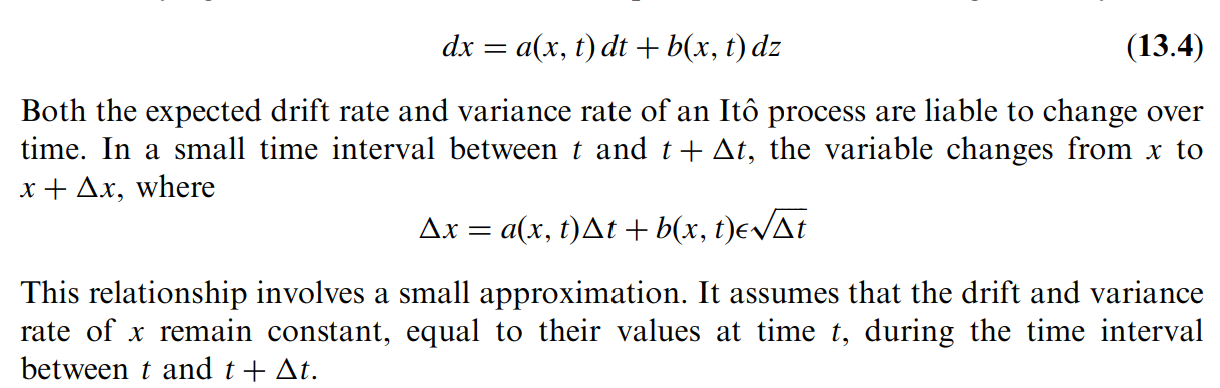 dx = a(x, t) dt + b(x, t) dz (13.4)
Both the expected drift rate and variance rate of an Itô process are liable to change over
time. In a small time interval between t and t + Δt, the variable changes from x to
x + Δx, where
Δx = a(x, t)Δt + b(x, t)ϵ√Δt
This relationship involves a small approximation. It assumes that the drift and variance
rate of x remain constant, equal to their values at time t, during the time interval
between t and t + Δt.